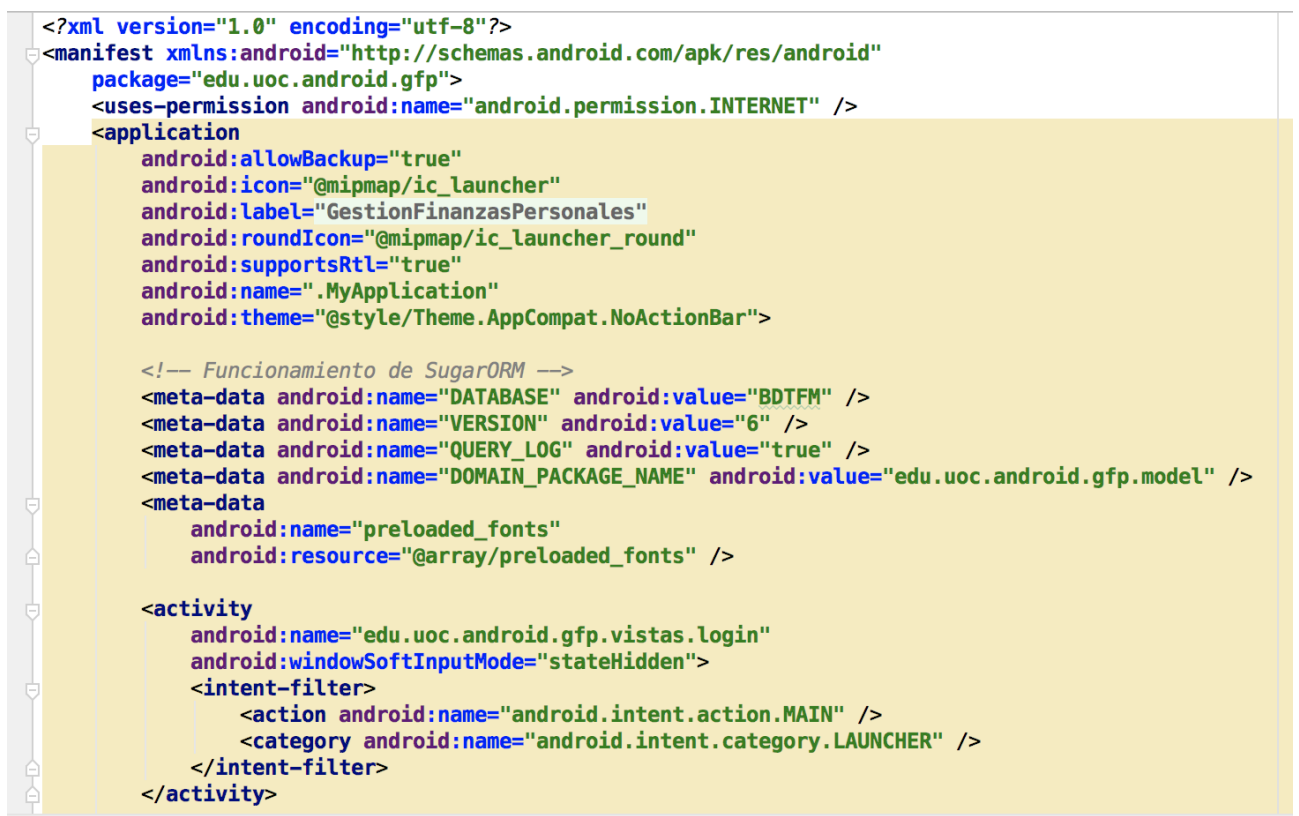 <?xml version="1.0" encoding="utf-8"?>
<manifest xmlns:android="http://schemas.android.com/apk/res/android"
    package="edu.uoc.android.gfp">
    <uses-permission android:name="android.permission.INTERNET" />
    <application
        android:allowBackup="true"
        android:icon="@mipmap/ic_launcher"
        android:label="GestionFinanzasPersonales"
        android:roundIcon="@mipmap/ic_launcher_round"
        android:supportsRtl="true"
        android:name=".MyApplication"
        android:theme="@style/Theme.AppCompat.NoActionBar">

        <!-- Funcionamiento de SugarORM -->
        <meta-data android:name="DATABASE" android:value="BDTFM" />
        <meta-data android:name="VERSION" android:value="6" />
        <meta-data android:name="QUERY_LOG" android:value="true" />
        <meta-data android:name="DOMAIN_PACKAGE_NAME" android:value="edu.uoc.android.gfp.model" />
        <meta-data
            android:name="preloaded_fonts"
            android:resource="@array/preloaded_fonts" />

        <activity
            android:name="edu.uoc.android.gfp.vistas.login"
            android:windowSoftInputMode="stateHidden">
            <intent-filter>
                <action android:name="android.intent.action.MAIN" />
                <category android:name="android.intent.category.LAUNCHER" />
            </intent-filter>
        </activity>